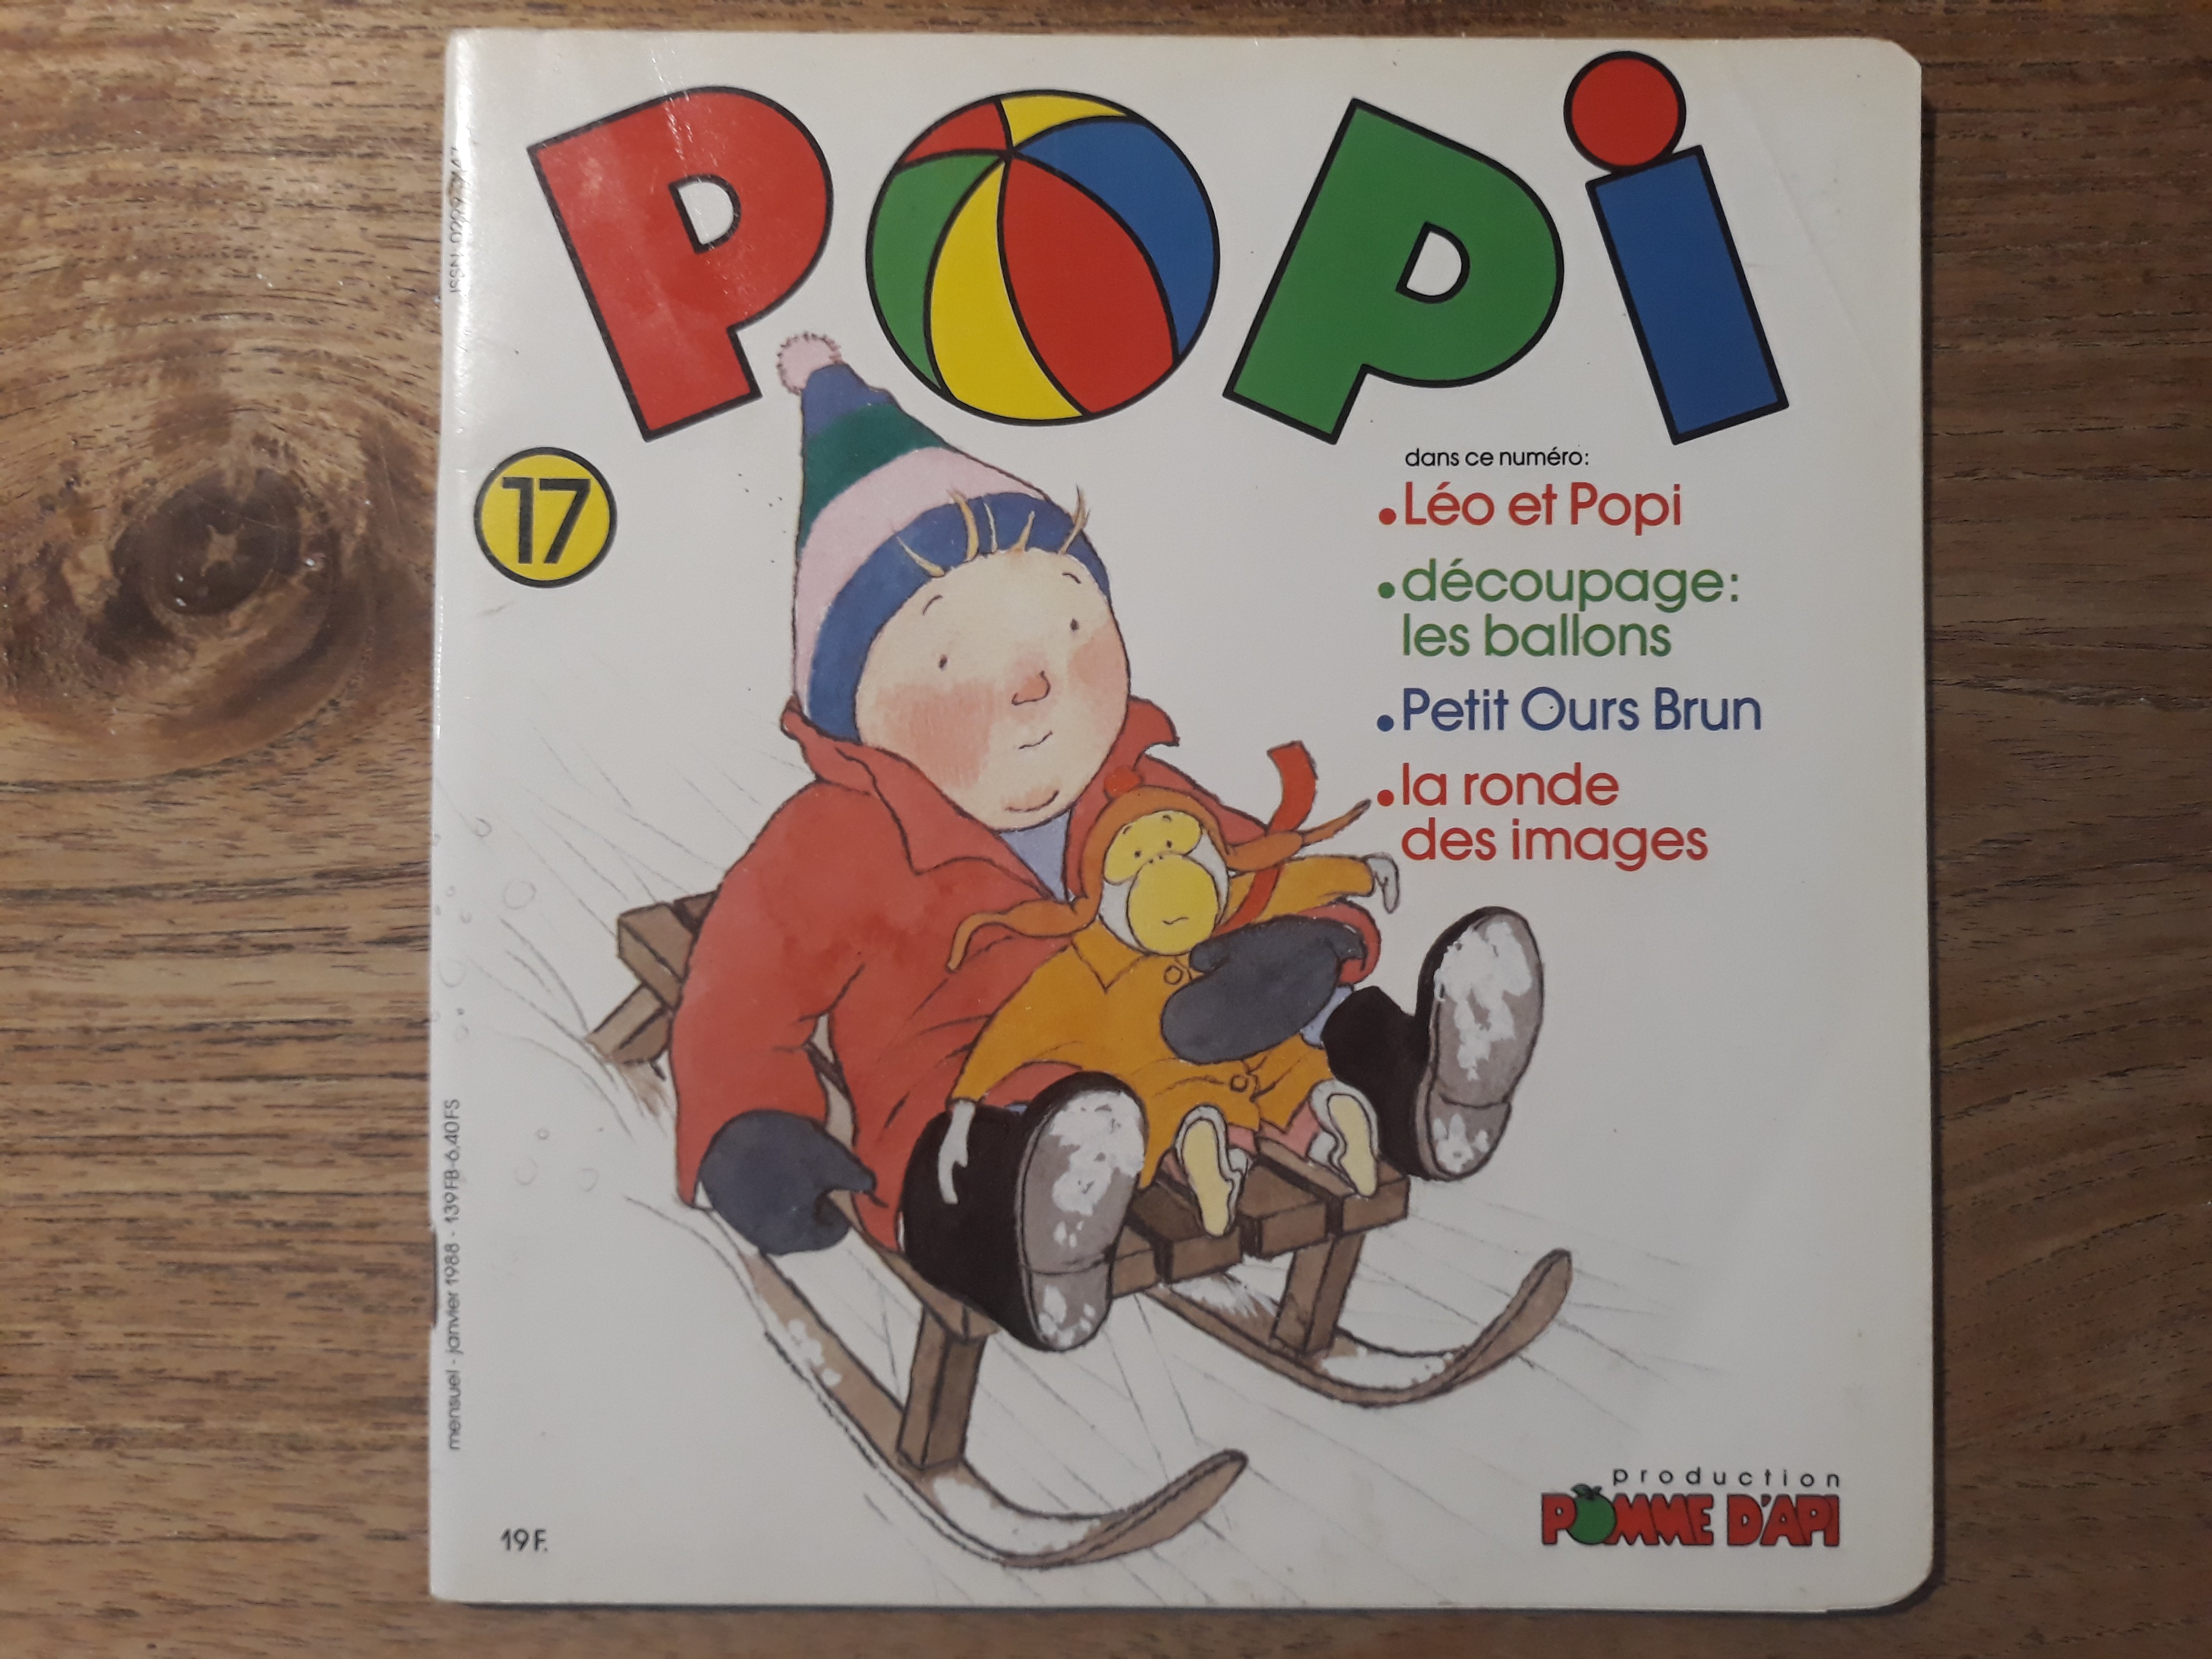 POPi
17
dans ce numéro:
• Léo et Popi
• découpage:
les ballons
• Petit Ours Brun
• la ronde
des images
mensuel - janvier 1988 - 139 FB - 6,40 FS
ISSN
19 F.
production
POMME D'API